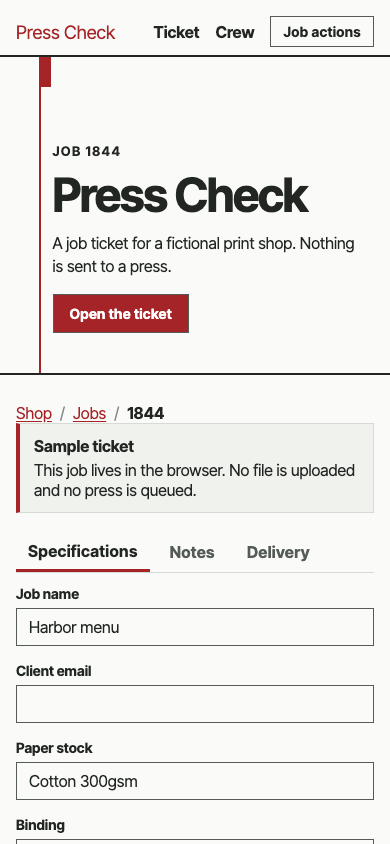 Press Check
Ticket
Crew
Job actions
JOB 1844
Press Check
A job ticket for a fictional print shop. Nothing
is sent to a press.
Open the ticket
Shop / Jobs / 1844
Sample ticket
This job lives in the browser. No file is uploaded
and no press is queued.
Specifications
Notes
Delivery
Job name
Harbor menu
Client email
Paper stock
Cotton 300gsm
Binding